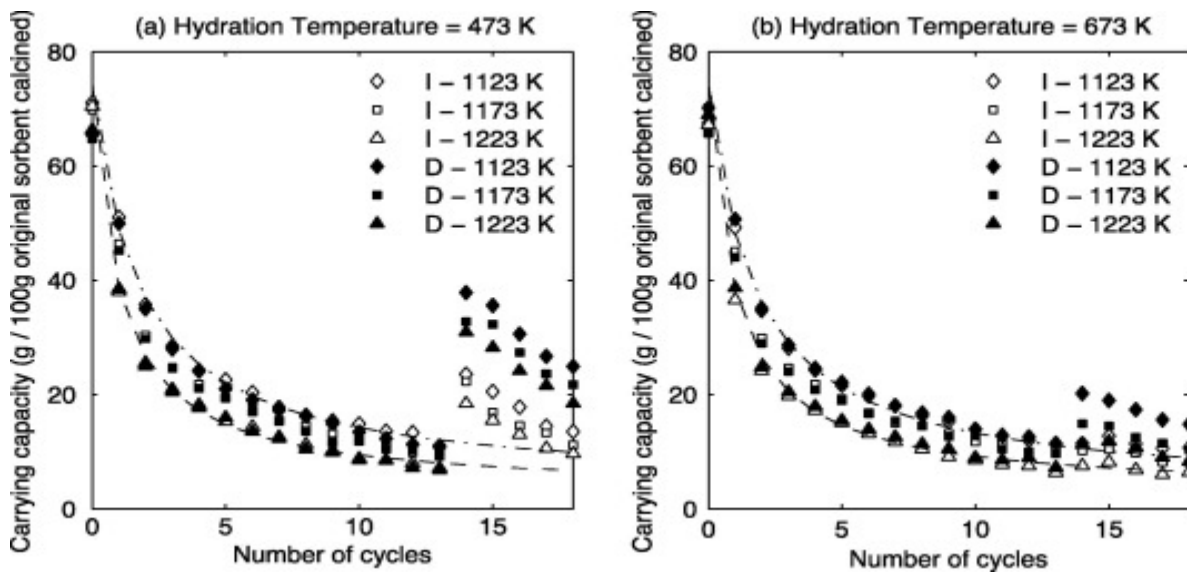 (a) Hydration Temperature = 473 K
Carrying capacity (g / 100g original sorbent calcined)
80
60
40
20
0
I – 1123 K
I – 1173 K
I – 1223 K
D – 1123 K
D – 1173 K
D – 1223 K
0 5 10 15
Number of cycles
(b) Hydration Temperature = 673 K
Carrying capacity (g / 100g original sorbent calcined)
80
60
40
20
0
I – 1123 K
I – 1173 K
I – 1223 K
D – 1123 K
D – 1173 K
D – 1223 K
0 5 10 15
Number of cycles